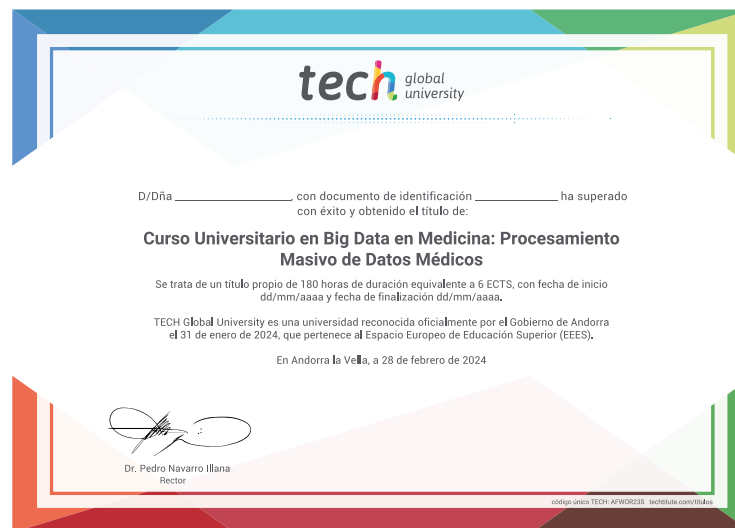 tech global university
D/Dña ____________________, con documento de identificación ______________ ha superado
con éxito y obtenido el título de:
Curso Universitario en Big Data en Medicina: Procesamiento
Masivo de Datos Médicos
Se trata de un título propio de 180 horas de duración equivalente a 6 ECTS, con fecha de inicio
dd/mm/aaaa y fecha de finalización dd/mm/aaaa.
TECH Global University es una universidad reconocida oficialmente por el Gobierno de Andorra
el 31 de enero de 2024, que pertenece al Espacio Europeo de Educación Superior (EEES).
En Andorra la Vella, a 28 de febrero de 2024
Dr. Pedro Navarro Illana
Rector
código único TECH: AFWOR23S techtitute.com/titulos